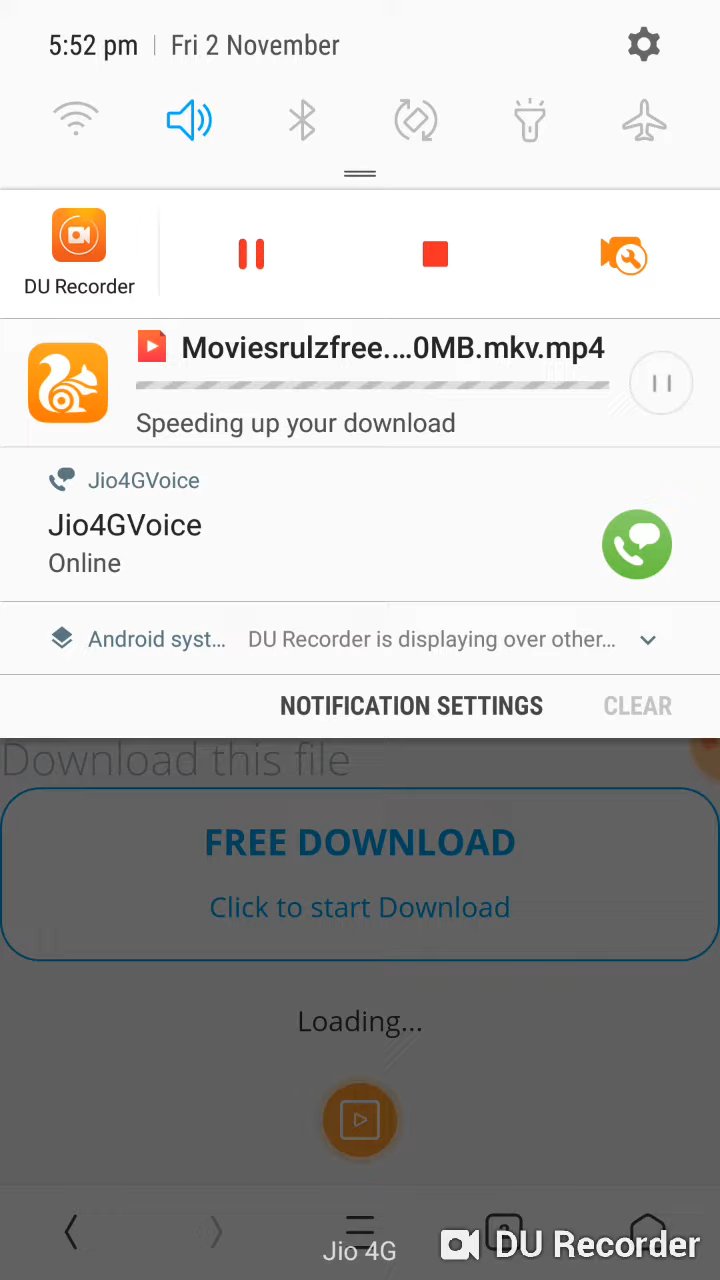 5:52 pm Fri 2 November
DU Recorder
Moviesrulzfree....0MB.mkv.mp4
Speeding up your download
Jio4GVoice
Jio4GVoice
Online
Android syst... DU Recorder is displaying over other...
NOTIFICATION SETTINGS CLEAR
Download this file
FREE DOWNLOAD
Click to start Download
Loading...
Jio 4G
DU Recorder